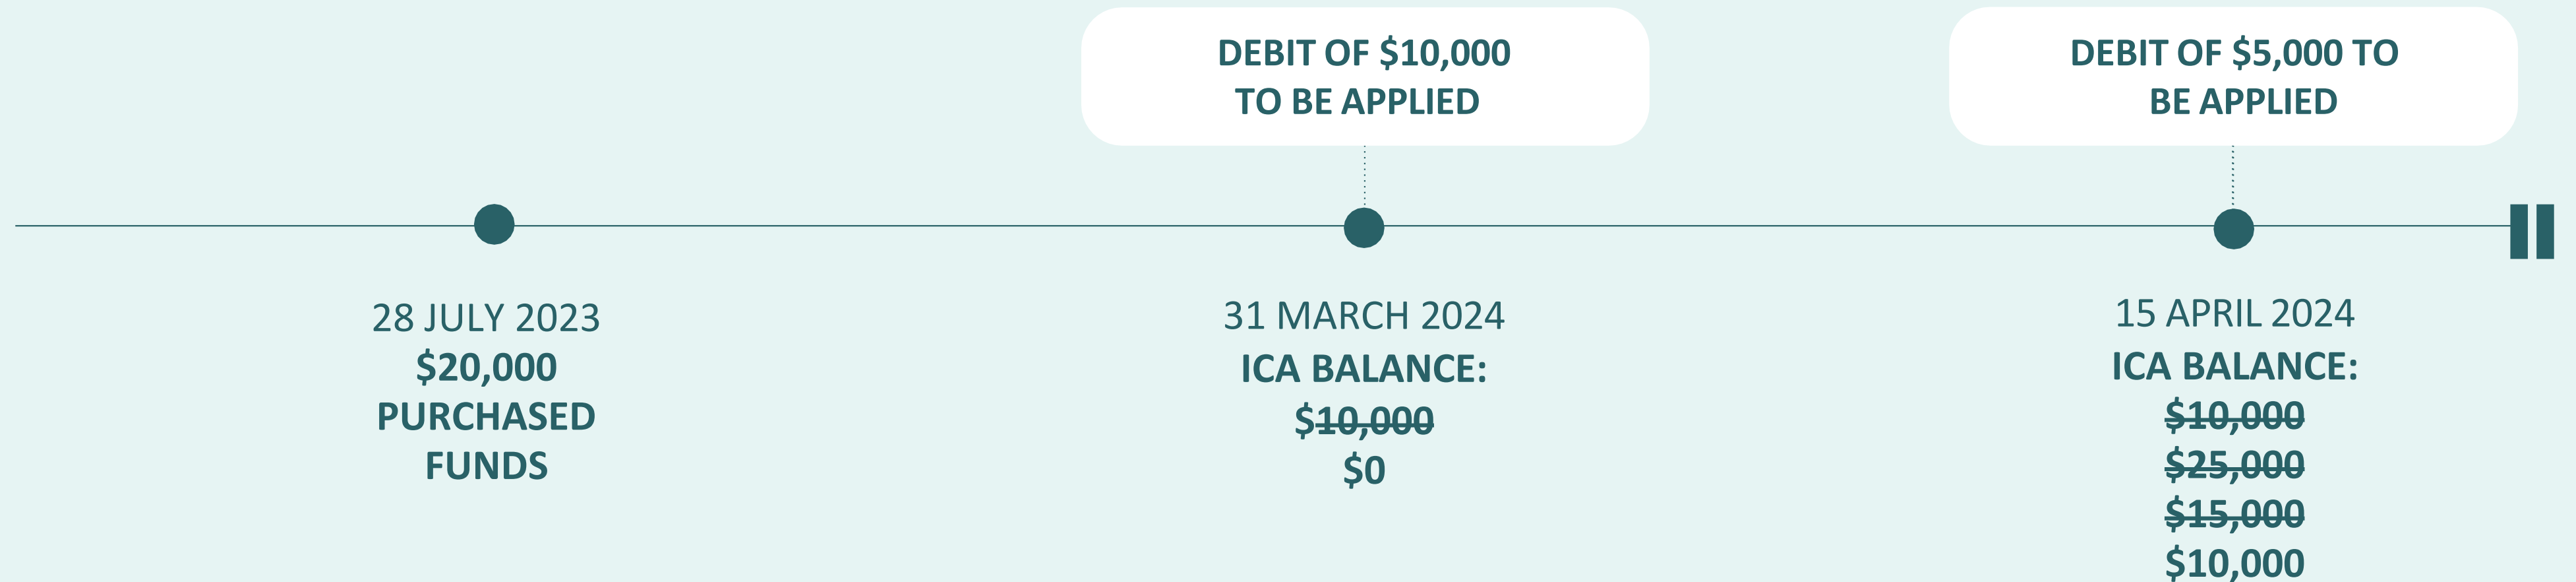 DEBIT OF $10,000
TO BE APPLIED
DEBIT OF $5,000 TO
BE APPLIED
28 JULY 2023
$20,000
PURCHASED
FUNDS
31 MARCH 2024
ICA BALANCE:
$10,000
$0
15 APRIL 2024
ICA BALANCE:
$10,000
$25,000
$15,000
$10,000